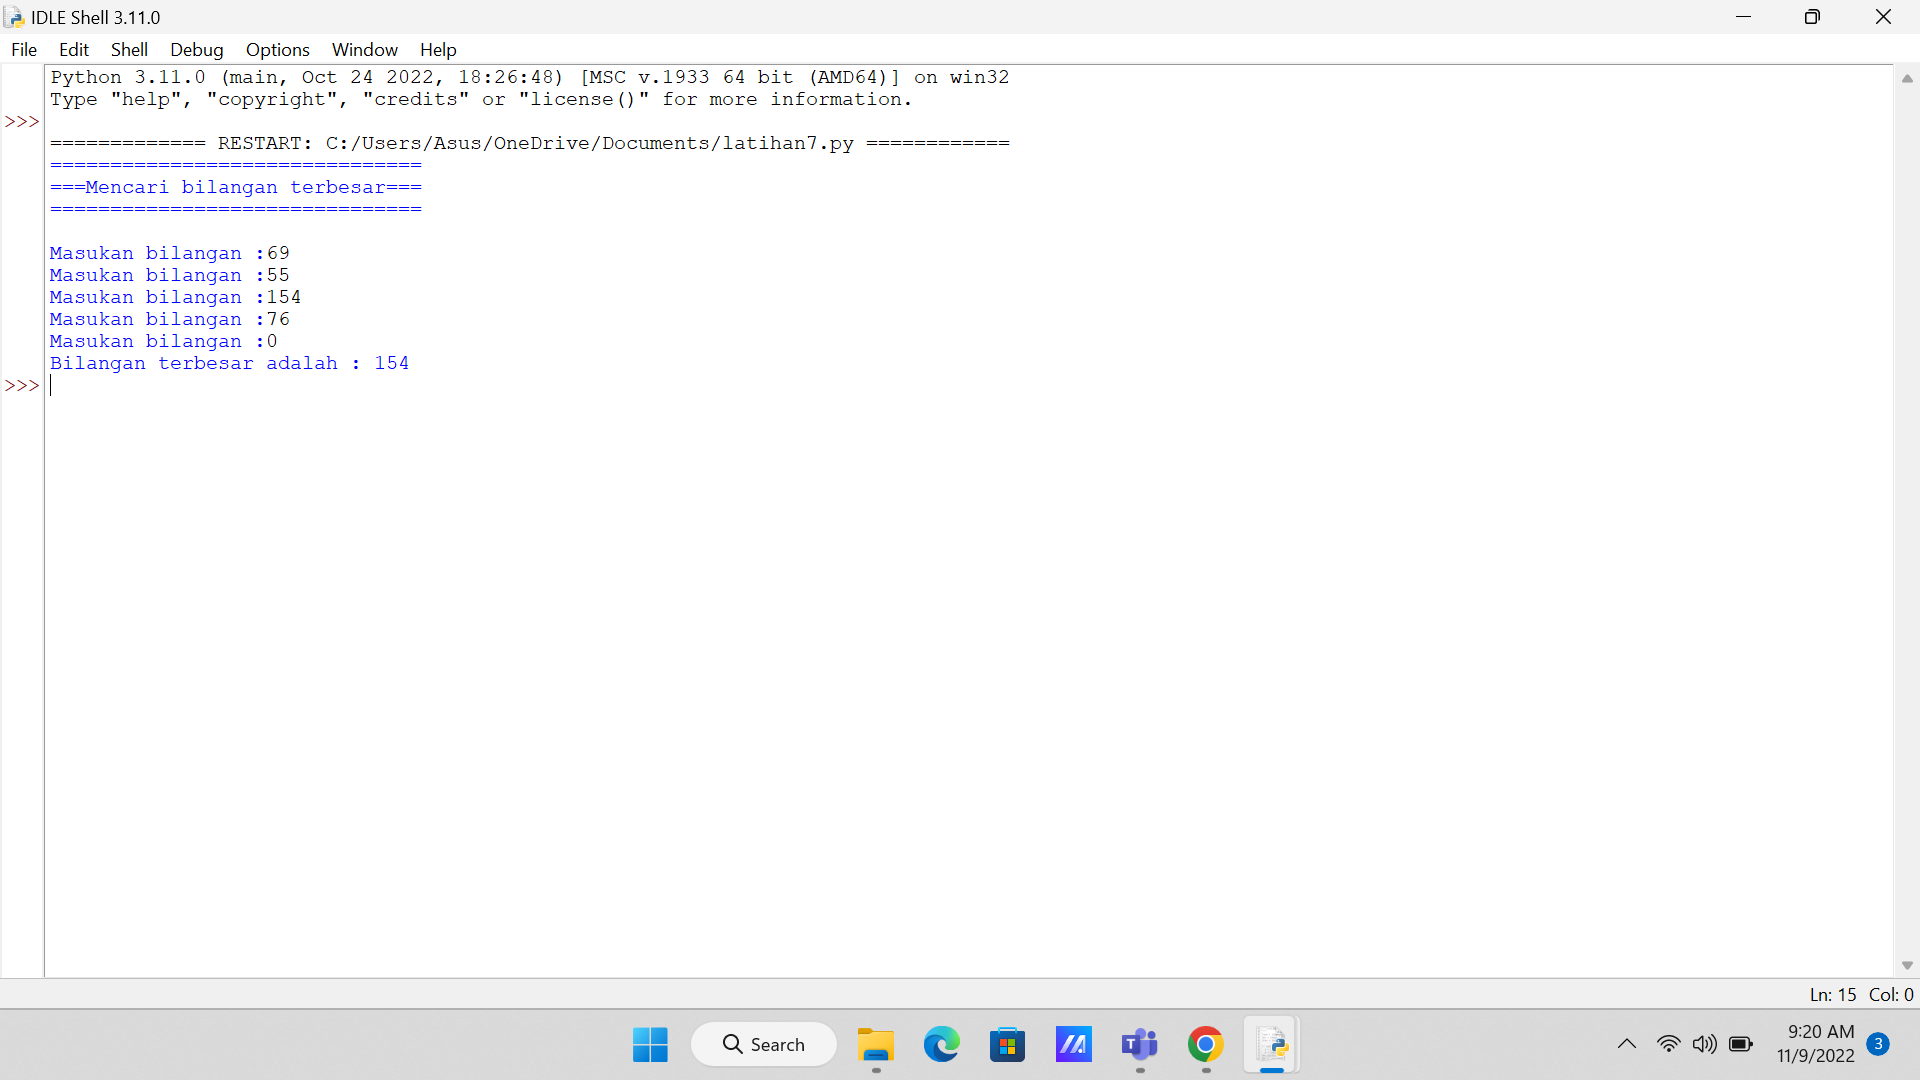 IDLE Shell 3.11.0
File Edit Shell Debug Options Window Help
Python 3.11.0 (main, Oct 24 2022, 18:26:48) [MSC v.1933 64 bit (AMD64)] on win32
Type "help", "copyright", "credits" or "license()" for more information.
>>>
============= RESTART: C:/Users/Asus/OneDrive/Documents/latihan7.py ============
===============================
===Mencari bilangan terbesar===
===============================
Masukan bilangan :69
Masukan bilangan :55
Masukan bilangan :154
Masukan bilangan :76
Masukan bilangan :0
Bilangan terbesar adalah : 154
>>>
Ln: 15 Col: 0
Search
9:20 AM
11/9/2022
3